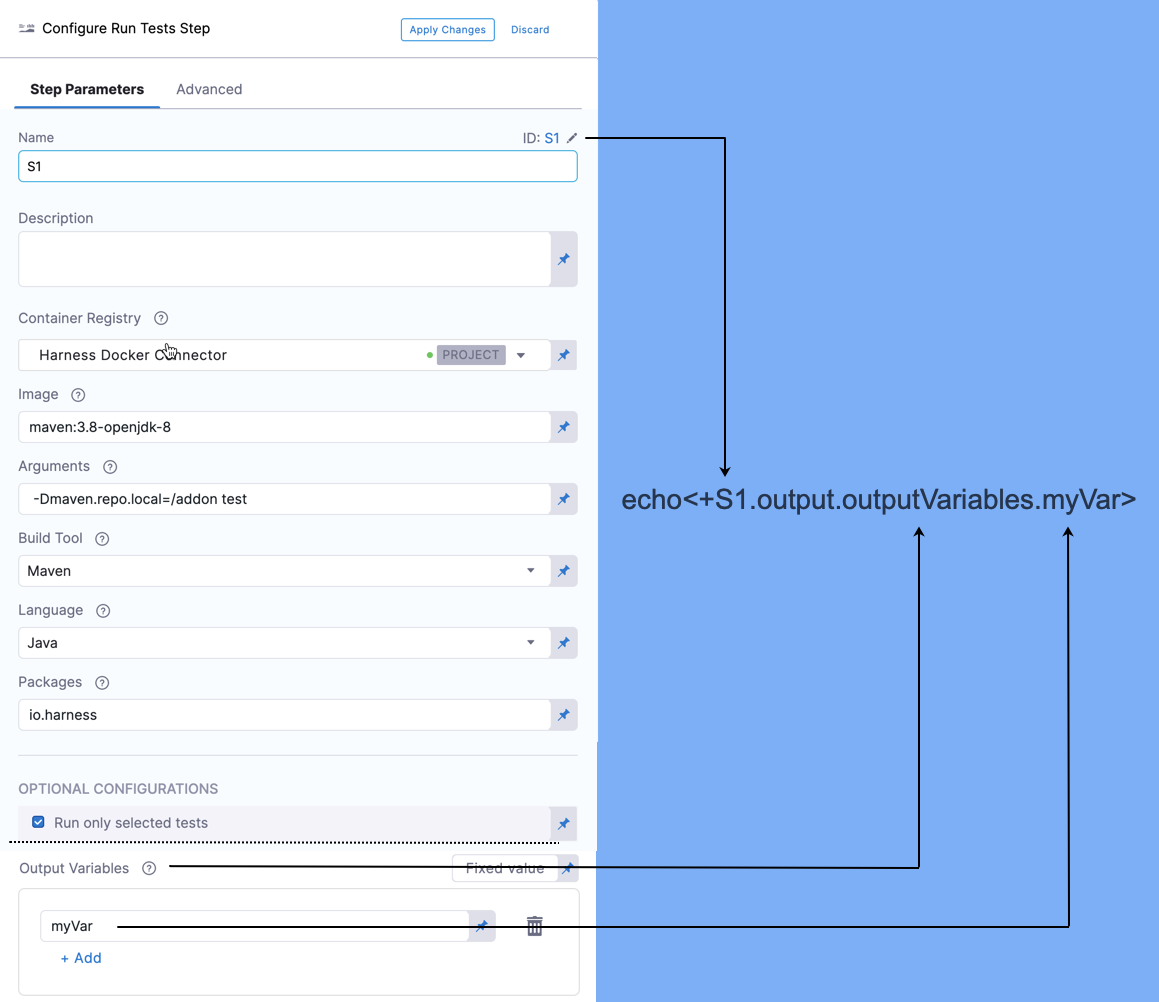 Configure Run Tests Step
Apply Changes
Discard
Step Parameters
Advanced
Name
ID: S1
S1
Description
Container Registry
Harness Docker Connector
PROJECT
Image
maven:3.8-openjdk-8
Arguments
-Dmaven.repo.local=/addon test
echo<+S1.output.outputVariables.myVar>
Build Tool
Maven
Language
Java
Packages
io.harness
OPTIONAL CONFIGURATIONS
Run only selected tests
Output Variables
Fixed value
myVar
+ Add